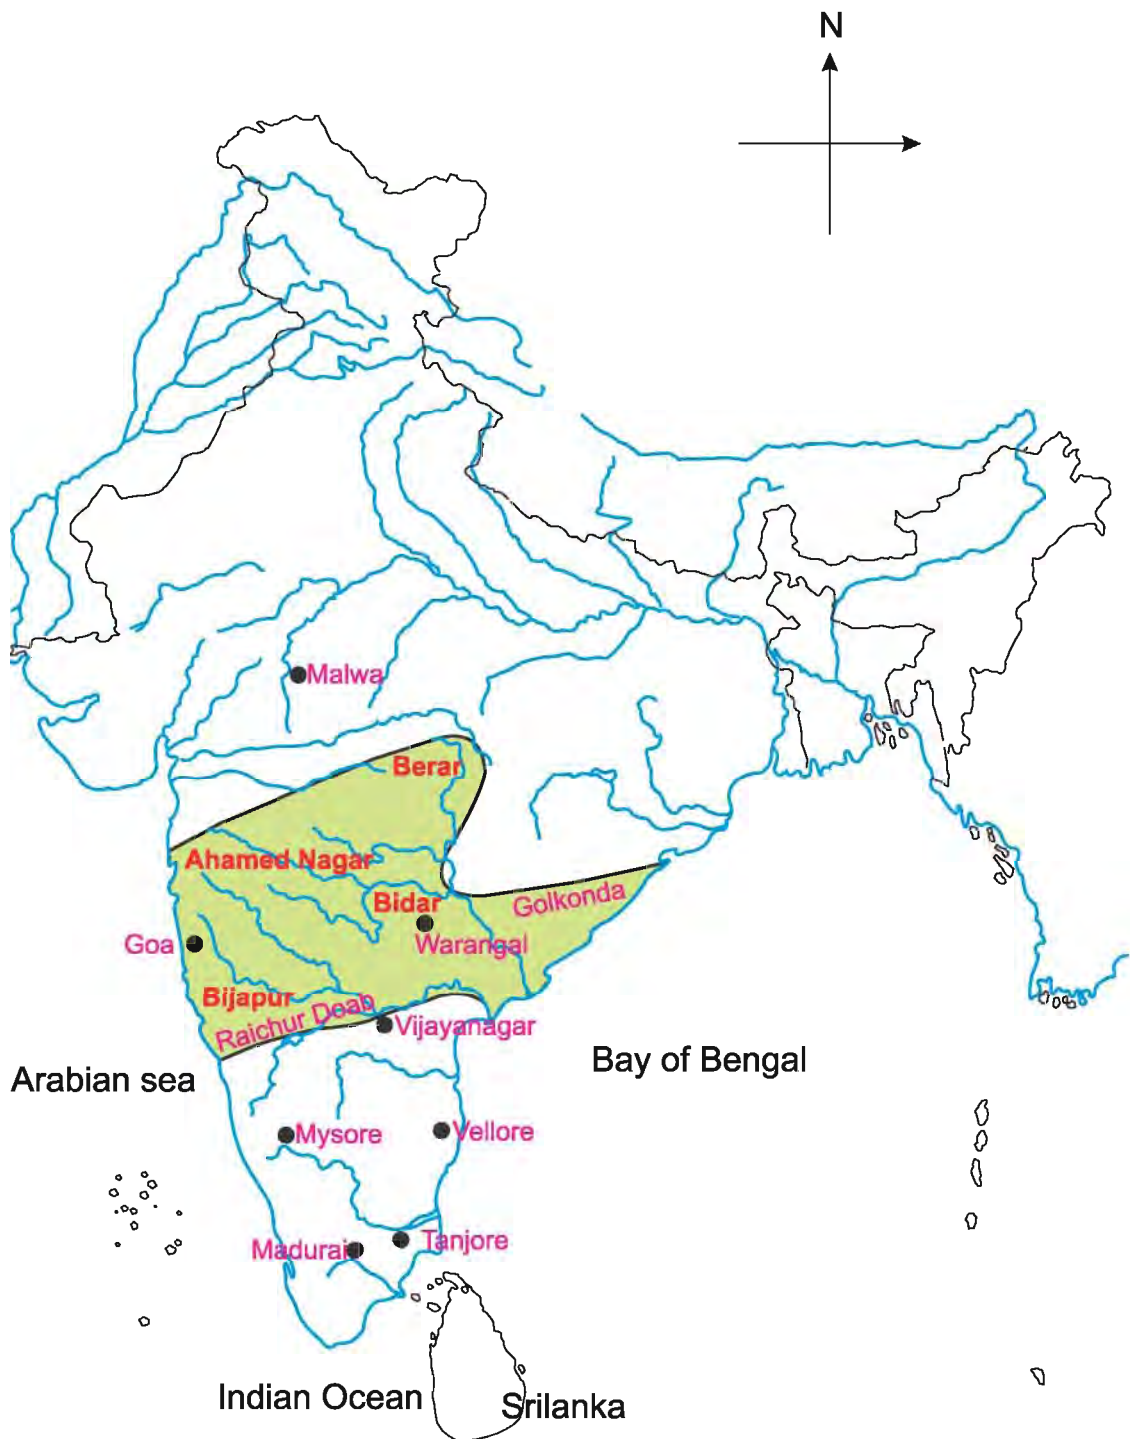 N
Malwa
Berar
Ahamed Nagar
Bidar
Golkonda
Goa
Warangal
Bijapur
Raichur Doab
Vijayanagar
Bay of Bengal
Arabian sea
Mysore
Vellore
Madurai
Tanjore
Indian Ocean
Srilanka